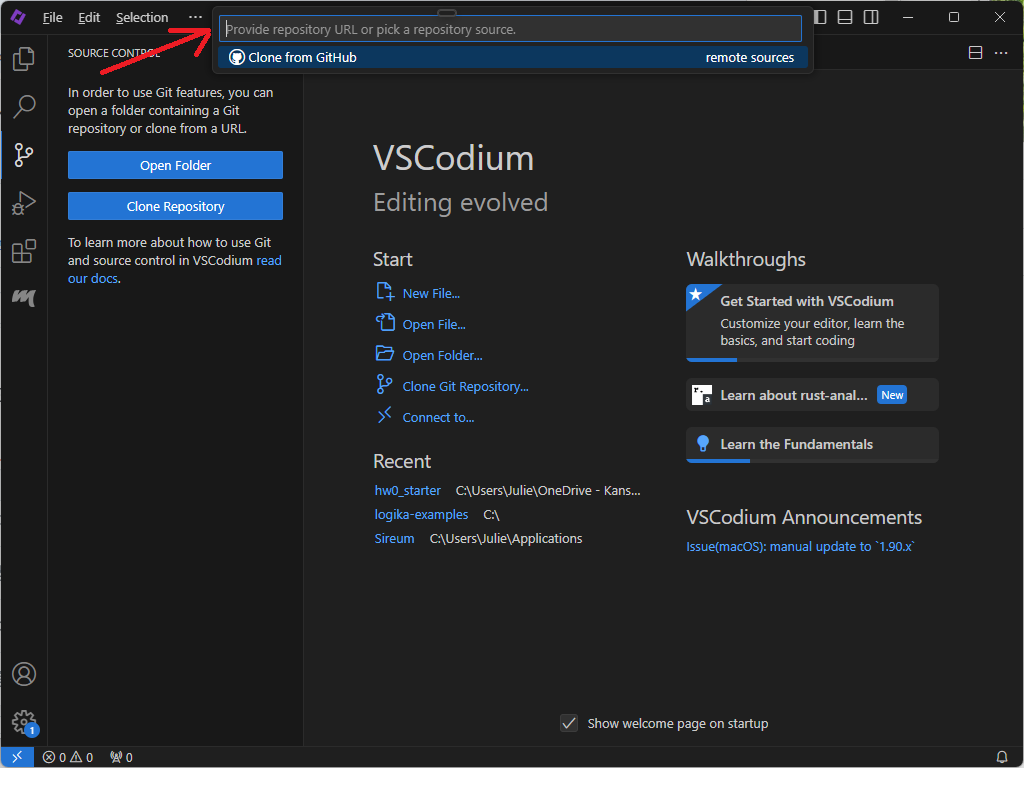 File Edit Selection ···
Provide repository URL or pick a repository source.
Clone from GitHub remote sources
SOURCE CONTROL
In order to use Git features, you can
open a folder containing a Git
repository or clone from a URL.
Open Folder
Clone Repository
To learn more about how to use Git
and source control in VSCodium read
our docs.
VSCodium
Editing evolved
Start
New File...
Open File...
Open Folder...
Clone Git Repository...
Connect to...
Recent
hw0_starter C:\Users\Julie\OneDrive - Kans...
logika-examples C:\
Sireum C:\Users\Julie\Applications
Walkthroughs
Get Started with VSCodium
Customize your editor, learn the
basics, and start coding
r. a
Learn about rust-anal... New
Learn the Fundamentals
VSCodium Announcements
Issue(macOS): manual update to `1.90.x`
Show welcome page on startup
1
0 0 0